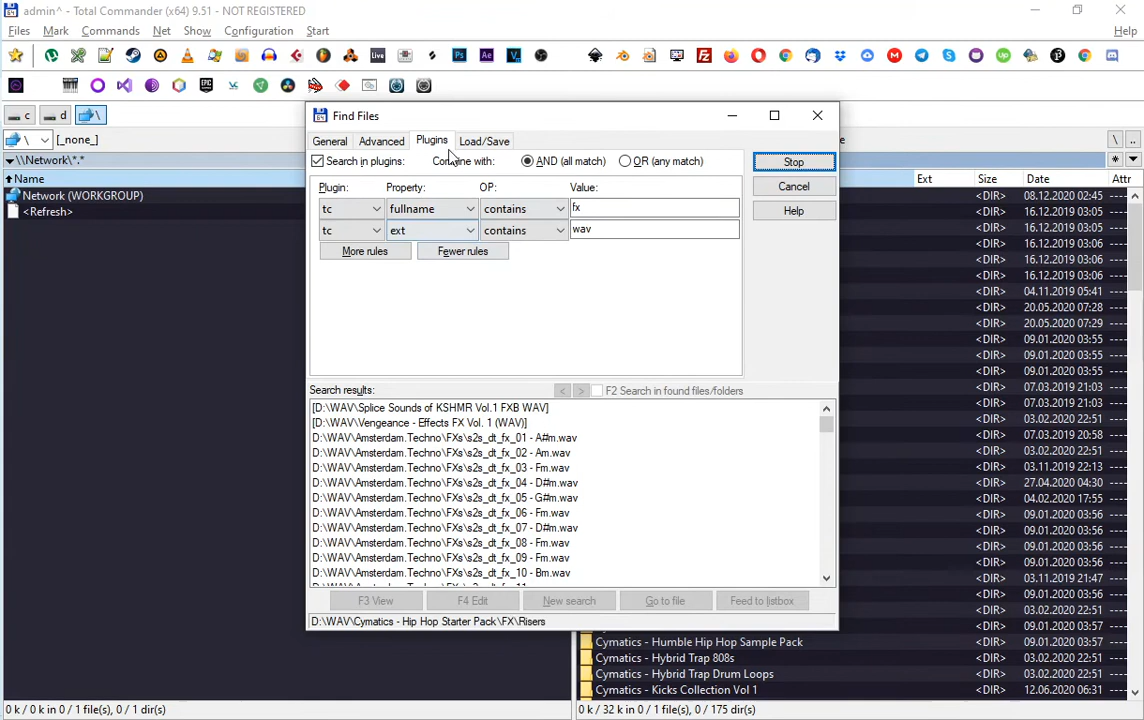 admin^ - Total Commander (x64) 9.51 - NOT REGISTERED
Files Mark Commands Net Show Configuration Start Help
c d \
\ [_none_] \ ..
\\Network\*.* * 
Name Ext Size Date Attr
Network (WORKGROUP) <DIR> 08.12.2020 02:45
<Refresh> <DIR> 16.12.2019 03:05 ----
<DIR> 16.12.2019 03:05 ----
<DIR> 16.12.2019 03:06 ----
<DIR> 16.12.2019 03:06 ----
<DIR> 04.11.2019 05:41 ----
<DIR> 20.05.2020 07:28 ----
<DIR> 20.05.2020 07:29 ----
<DIR> 09.01.2020 03:55 ----
<DIR> 09.01.2020 03:55 ----
<DIR> 09.01.2020 03:55 ----
<DIR> 07.03.2019 21:03 ----
<DIR> 07.03.2019 21:03 ----
<DIR> 03.02.2020 22:51 ----
<DIR> 07.03.2019 20:58 ----
<DIR> 03.02.2020 22:51 ----
<DIR> 03.11.2019 22:13 ----
<DIR> 27.04.2020 04:30 ----
<DIR> 04.02.2020 17:55 ----
<DIR> 09.01.2020 03:56 ----
<DIR> 09.01.2020 03:56 ----
<DIR> 03.02.2020 22:51 ----
<DIR> 09.01.2020 03:56 ----
<DIR> 09.01.2020 03:56 ----
<DIR> 03.11.2019 21:47 ----
<DIR> 09.01.2020 03:56 ----
<DIR> 09.01.2020 03:57 ----
Cymatics - Humble Hip Hop Sample Pack <DIR> 09.01.2020 03:57 ----
Cymatics - Hybrid Trap 808s <DIR> 03.02.2020 22:51 ----
Cymatics - Hybrid Trap Drum Loops <DIR> 03.02.2020 22:51 ----
Cymatics - Kicks Collection Vol 1 <DIR> 12.06.2020 06:31 ----
0 k / 0 k in 0 / 1 file(s), 0 / 1 dir(s)
0 k / 32 k in 0 / 1 file(s), 0 / 175 dir(s)
Find Files
General Advanced Plugins Load/Save
Search in plugins: AND (all match) OR (any match)
Plugin: Property: OP: Value:
tc fullname contains fx
tc ext contains wav
More rules Fewer rules
Stop
Cancel
Help
Search results: < > F2 Search in found files/folders
[D:\WAV\Splice Sounds of KSHMR Vol.1 FXB WAV]
[D:\WAV\Vengeance - Effects FX Vol. 1 (WAV)]
D:\WAV\Amsterdam.Techno\FXs\s2s_dt_fx_01 - A#m.wav
D:\WAV\Amsterdam.Techno\FXs\s2s_dt_fx_02 - Am.wav
D:\WAV\Amsterdam.Techno\FXs\s2s_dt_fx_03 - Fm.wav
D:\WAV\Amsterdam.Techno\FXs\s2s_dt_fx_04 - D#m.wav
D:\WAV\Amsterdam.Techno\FXs\s2s_dt_fx_05 - G#m.wav
D:\WAV\Amsterdam.Techno\FXs\s2s_dt_fx_06 - Fm.wav
D:\WAV\Amsterdam.Techno\FXs\s2s_dt_fx_07 - D#m.wav
D:\WAV\Amsterdam.Techno\FXs\s2s_dt_fx_08 - Fm.wav
D:\WAV\Amsterdam.Techno\FXs\s2s_dt_fx_09 - Fm.wav
D:\WAV\Amsterdam.Techno\FXs\s2s_dt_fx_10 - Bm.wav
F3 View F4 Edit New search Go to file Feed to listbox
D:\WAV\Cymatics - Hip Hop Starter Pack\FX\Risers